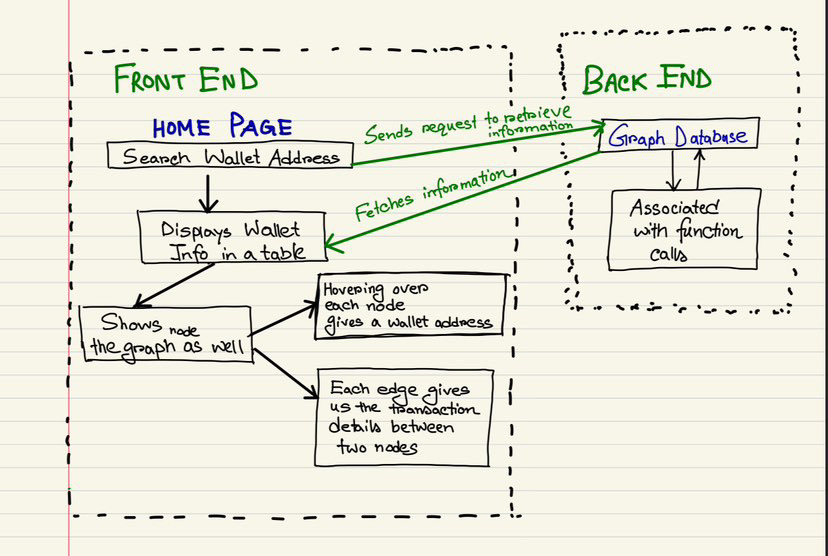 FRONT END
HOME PAGE
Search Wallet Address
Displays Wallet
Info in a table
Shows node
the graph as well
Hovering over
each node
gives a wallet address
Each edge gives
us the transaction
details between
two nodes
Sends request to retrieve
information
Fetches information
BACK END
Graph Database
Associated
with function
calls